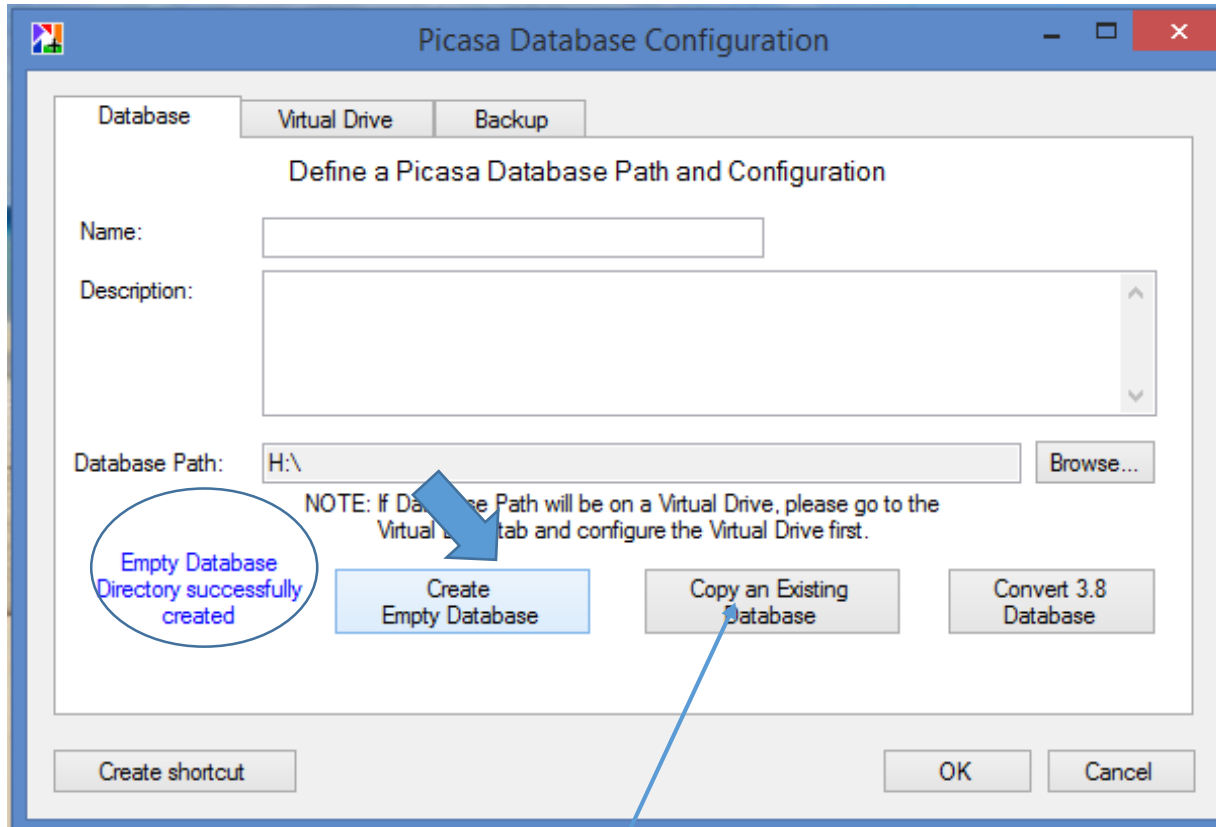 Picasa Database Configuration
Database
Virtual Drive
Backup
Define a Picasa Database Path and Configuration
Name:
Description:
Database Path:
H:\
Browse...
NOTE: If Path will be on a Virtual Drive, please go to the
Virtual tab and configure the Virtual Drive first.
Empty Database
Directory successfully
created
Create
Empty Database
Copy an Existing
Database
Convert 3.8
Database
Create shortcut
OK
Cancel